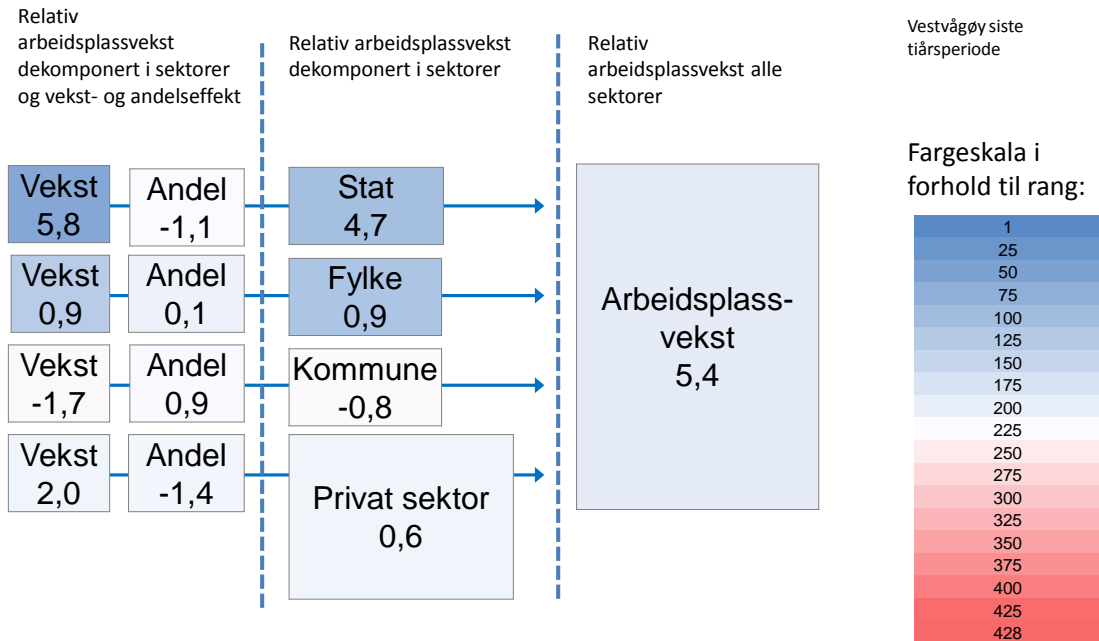 Relativ
arbeidsplassvekst
dekomponert i sektorer
og vekst- og andelseffekt
Relativ arbeidsplassvekst
dekomponert i sektorer
Relativ
arbeidsplassvekst alle
sektorer
Vestvågøy siste
tiårsperiode
Vekst
5,8
Andel
-1,1
Stat
4,7
Vekst
0,9
Andel
0,1
Fylke
0,9
Vekst
-1,7
Andel
0,9
Kommune
-0,8
Vekst
2,0
Andel
-1,4
Privat sektor
0,6
Arbeidsplass-
vekst
5,4
Fargeskala i
forhold til rang:
1
25
50
75
100
125
150
175
200
225
250
275
300
325
350
375
400
425
428